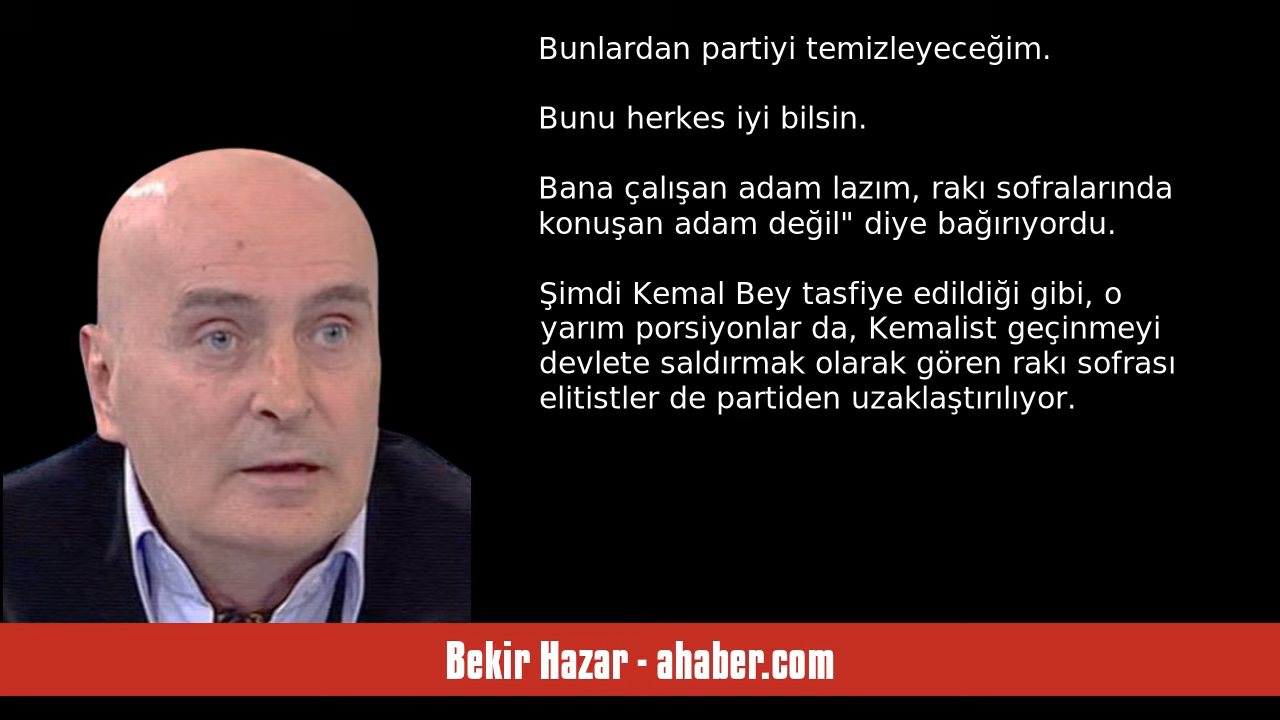 Bunlardan partiyi temizleyeceğim.
Bunu herkes iyi bilsin.
Bana çalışan adam lazım, rakı sofralarında
konuşan adam değil" diye bağırıyordu.
Şimdi Kemal Bey tasfiye edildiği gibi, o
yarım porsiyonlar da, Kemalist geçinmeyi
devlete saldırmak olarak gören rakı sofrası
elitistler de partiden uzaklaştırılıyor.
Bekir Hazar - ahaber.com